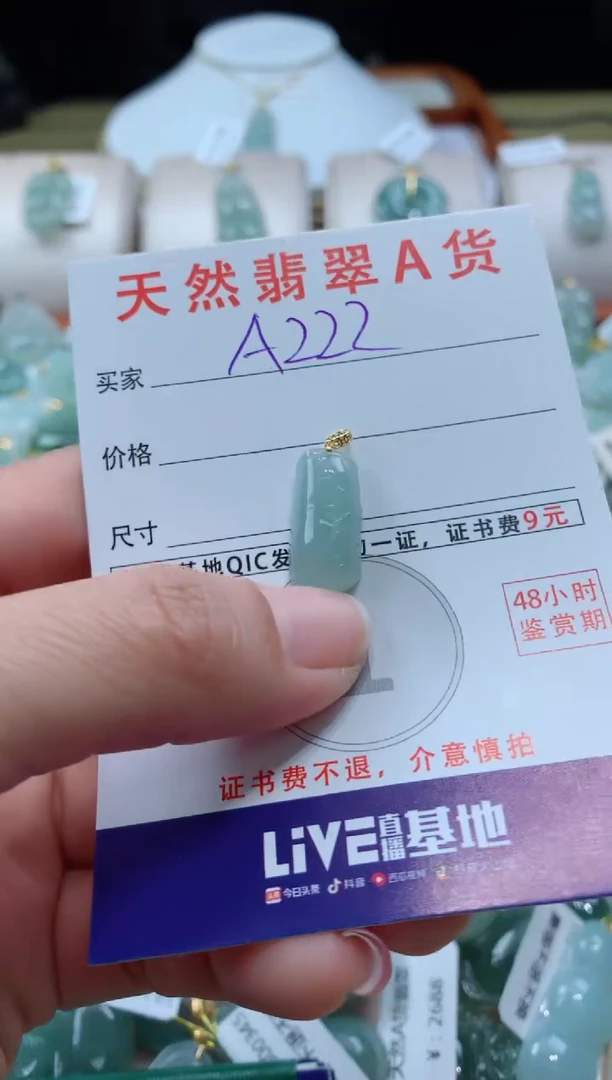 天然翡翠A货
买家 A222
价格
尺寸
基地QIC发 一证，证书费9元
48小时
鉴赏期
证书费不退，介意慎拍
LiVE直播基地
今日头条 抖音 西瓜视频
¥：2688